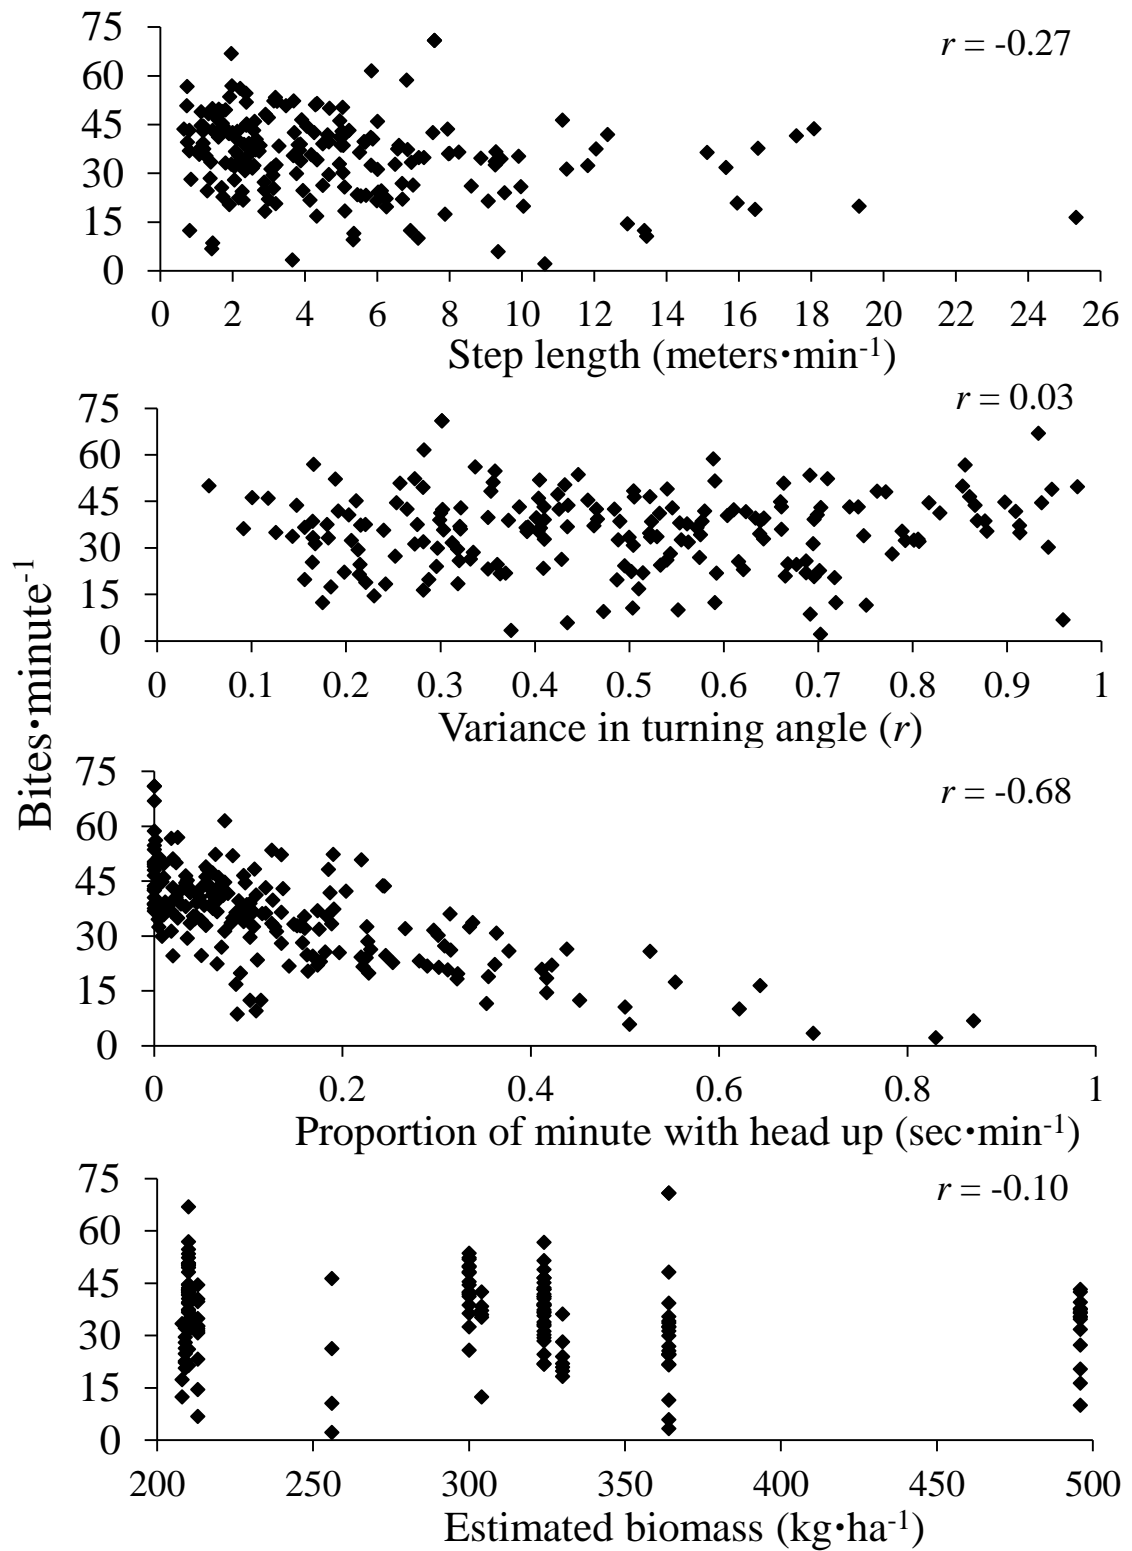 Bites•minute⁻¹
75
60
45
30
15
0
r = -0.27
0 2 4 6 8 10 12 14 16 18 20 22 24 26
Step length (meters•min⁻¹)
75
60
45
30
15
0
r = 0.03
0 0.1 0.2 0.3 0.4 0.5 0.6 0.7 0.8 0.9 1
Variance in turning angle (r)
75
60
45
30
15
0
r = -0.68
0 0.2 0.4 0.6 0.8 1
Proportion of minute with head up (sec•min⁻¹)
75
60
45
30
15
0
r = -0.10
200 250 300 350 400 450 500
Estimated biomass (kg•ha⁻¹)